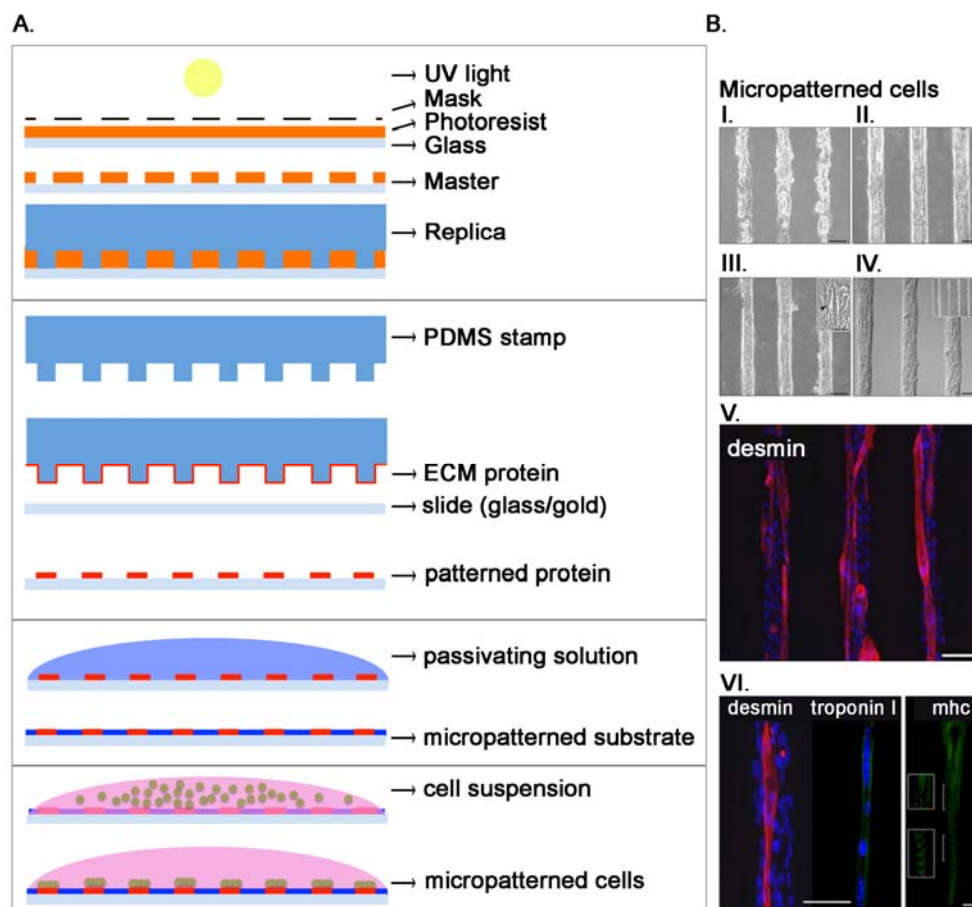 A.
UV light
Mask
Photoresist
Glass
Master
Replica
PDMS stamp
ECM protein
slide (glass/gold)
patterned protein
passivating solution
micropatterned substrate
cell suspension
micropatterned cells
B.
Micropatterned cells
I. II.
III. IV.
V.
desmin
VI.
desmin troponin I mhc